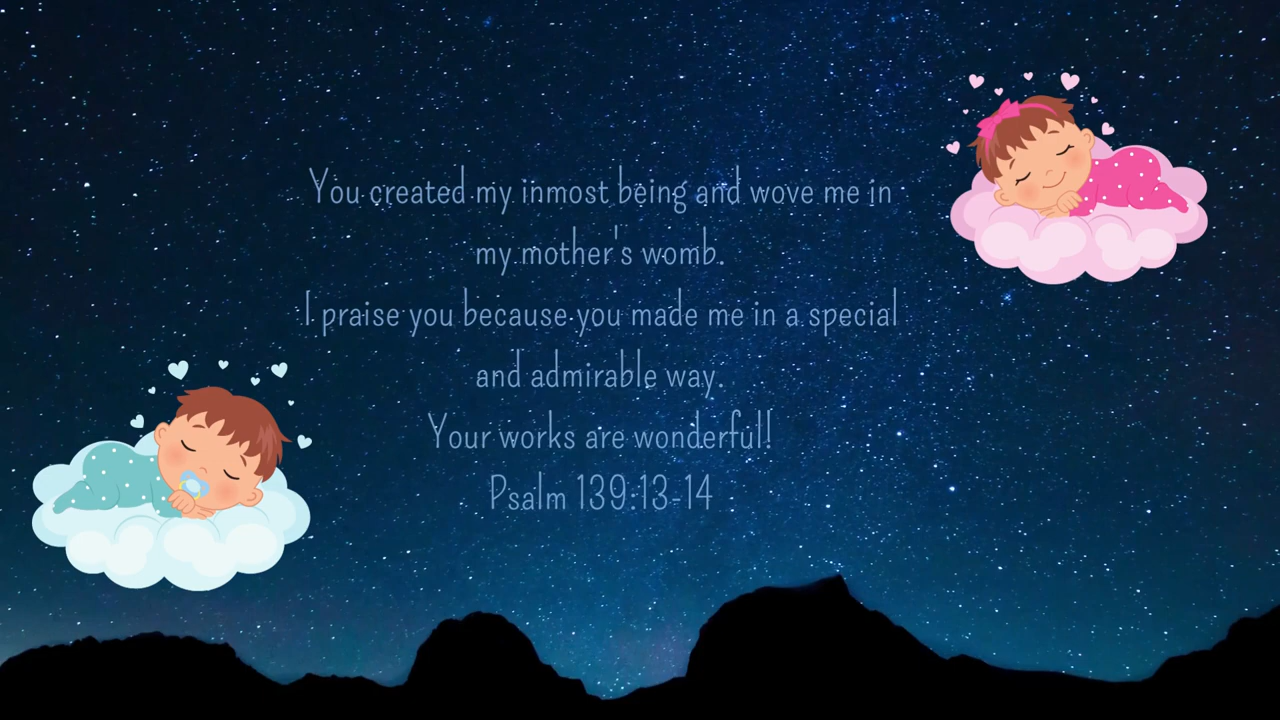 You created my inmost being and wove me in
my mother's womb.
I praise you because you made me in a special
and admirable way.
Your works are wonderful!
Psalm 139:13-14